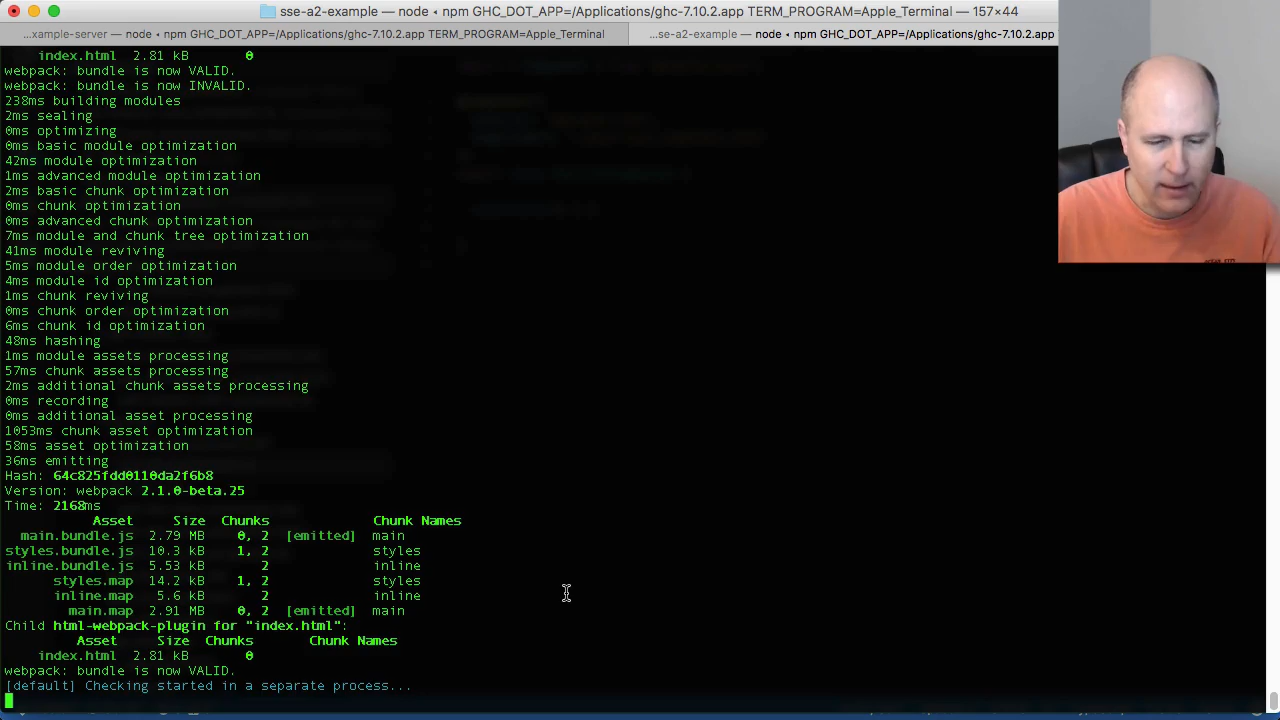 sse-a2-example — node ◂ npm GHC_DOT_APP=/Applications/ghc-7.10.2.app TERM_PROGRAM=Apple_Terminal — 157×44
...xample-server — node ◂ npm GHC_DOT_APP=/Applications/ghc-7.10.2.app TERM_PROGRAM=Apple_Terminal
...se-a2-example — node ◂ npm GHC_DOT_APP=/Applications/ghc-7.10.2.app
index.html 2.81 kB 0
webpack: bundle is now VALID.
webpack: bundle is now INVALID.
238ms building modules
2ms sealing
0ms optimizing
0ms basic module optimization
42ms module optimization
1ms advanced module optimization
2ms basic chunk optimization
0ms chunk optimization
0ms advanced chunk optimization
7ms module and chunk tree optimization
41ms module reviving
5ms module order optimization
4ms module id optimization
1ms chunk reviving
0ms chunk order optimization
6ms chunk id optimization
48ms hashing
1ms module assets processing
57ms chunk assets processing
2ms additional chunk assets processing
0ms recording
0ms additional asset processing
1053ms chunk asset optimization
58ms asset optimization
36ms emitting
Hash: 64c825fdd0110da2f6b8
Version: webpack 2.1.0-beta.25
Time: 2168ms
Asset Size Chunks Chunk Names
main.bundle.js 2.79 MB 0, 2 [emitted] main
styles.bundle.js 10.3 kB 1, 2 styles
inline.bundle.js 5.53 kB 2 inline
styles.map 14.2 kB 1, 2 styles
inline.map 5.6 kB 2 inline
main.map 2.91 MB 0, 2 [emitted] main
Child html-webpack-plugin for "index.html":
Asset Size Chunks Chunk Names
index.html 2.81 kB 0
webpack: bundle is now VALID.
[default] Checking started in a separate process...